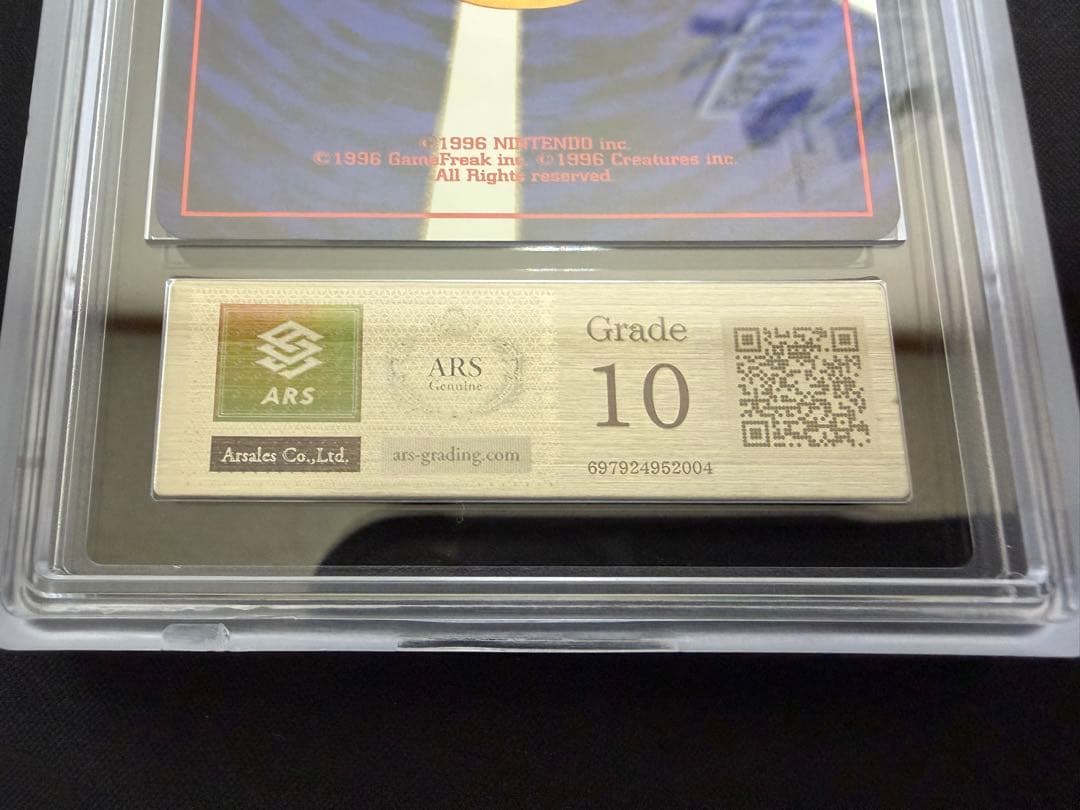 ©1996 NINTENDO inc.
©1996 GameFreak inc. ©1996 Creatures inc.
All Rights reserved.
ARS
Arsales Co.,Ltd.
ARS
Genuine
ars-grading.com
Grade
10
697924952004